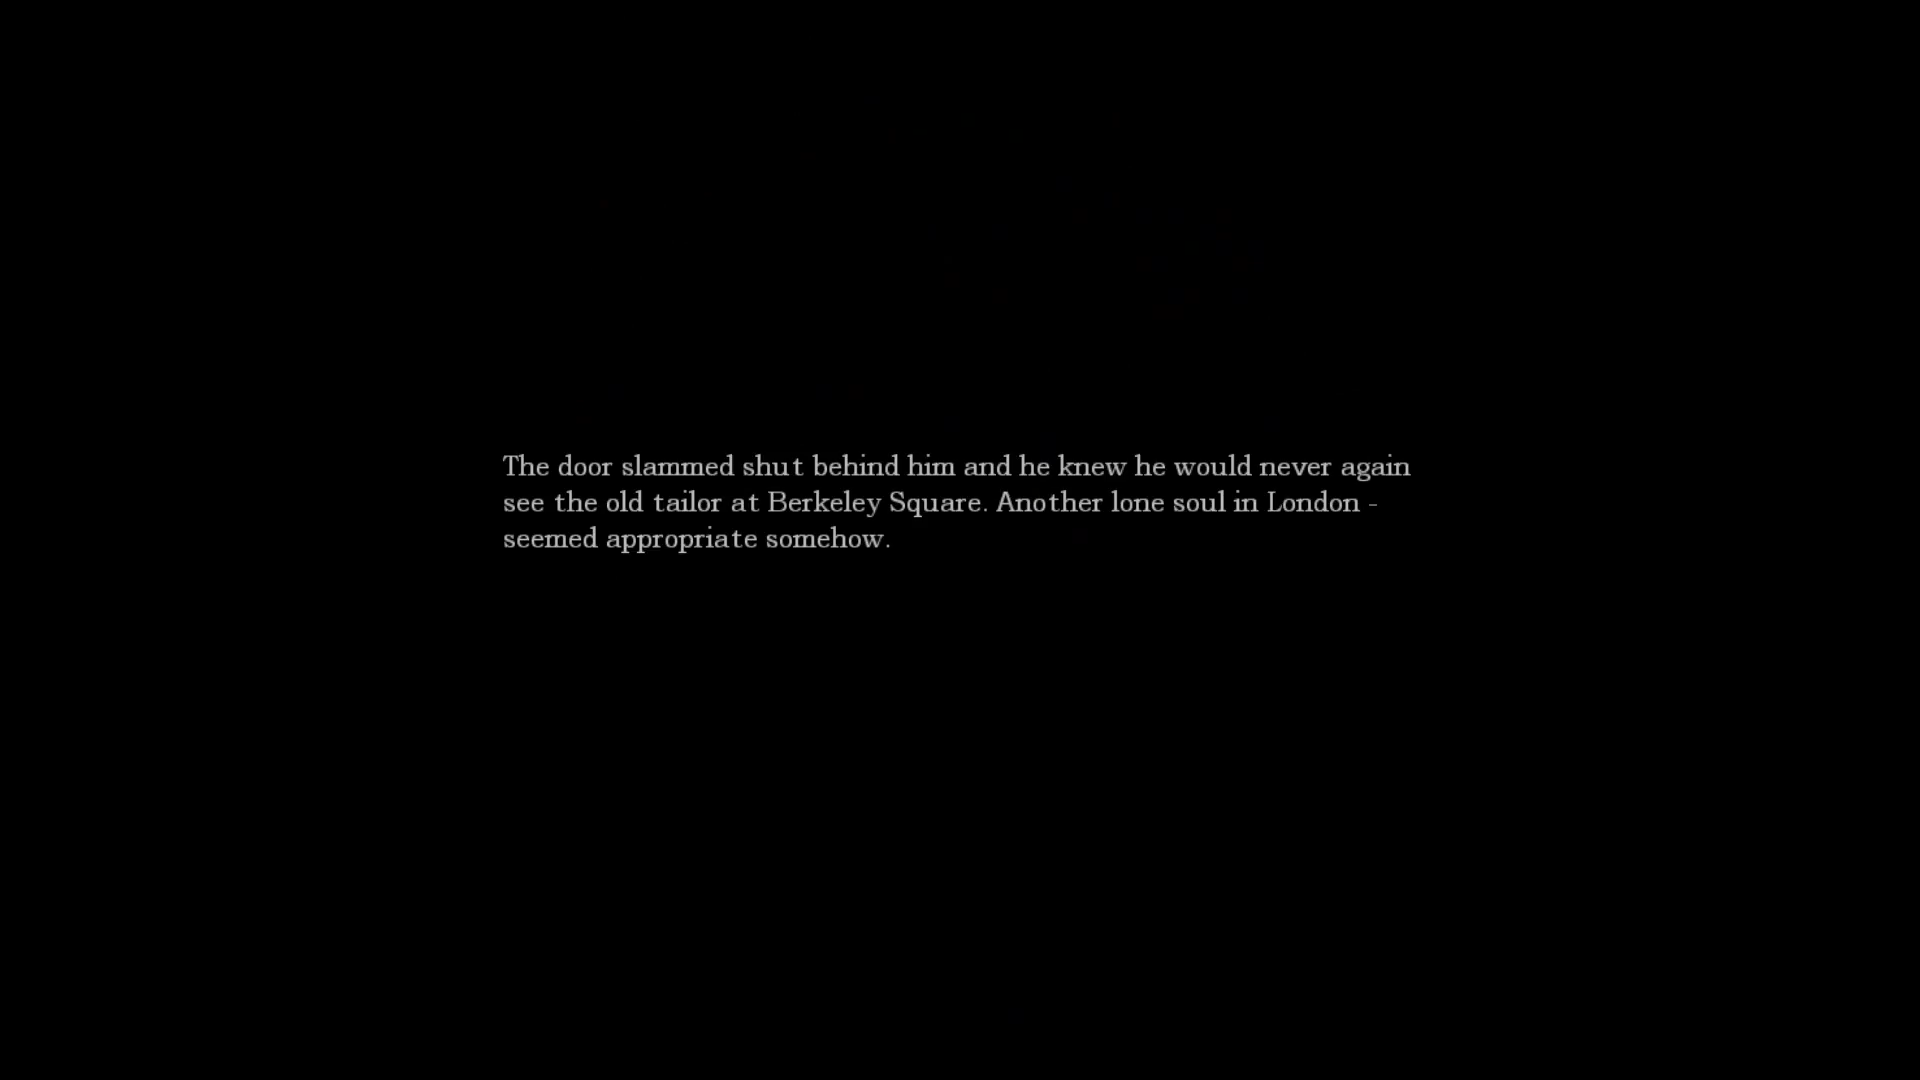 The door slammed shut behind him and he knew he would never again
see the old tailor at Berkeley Square. Another lone soul in London -
seemed appropriate somehow.